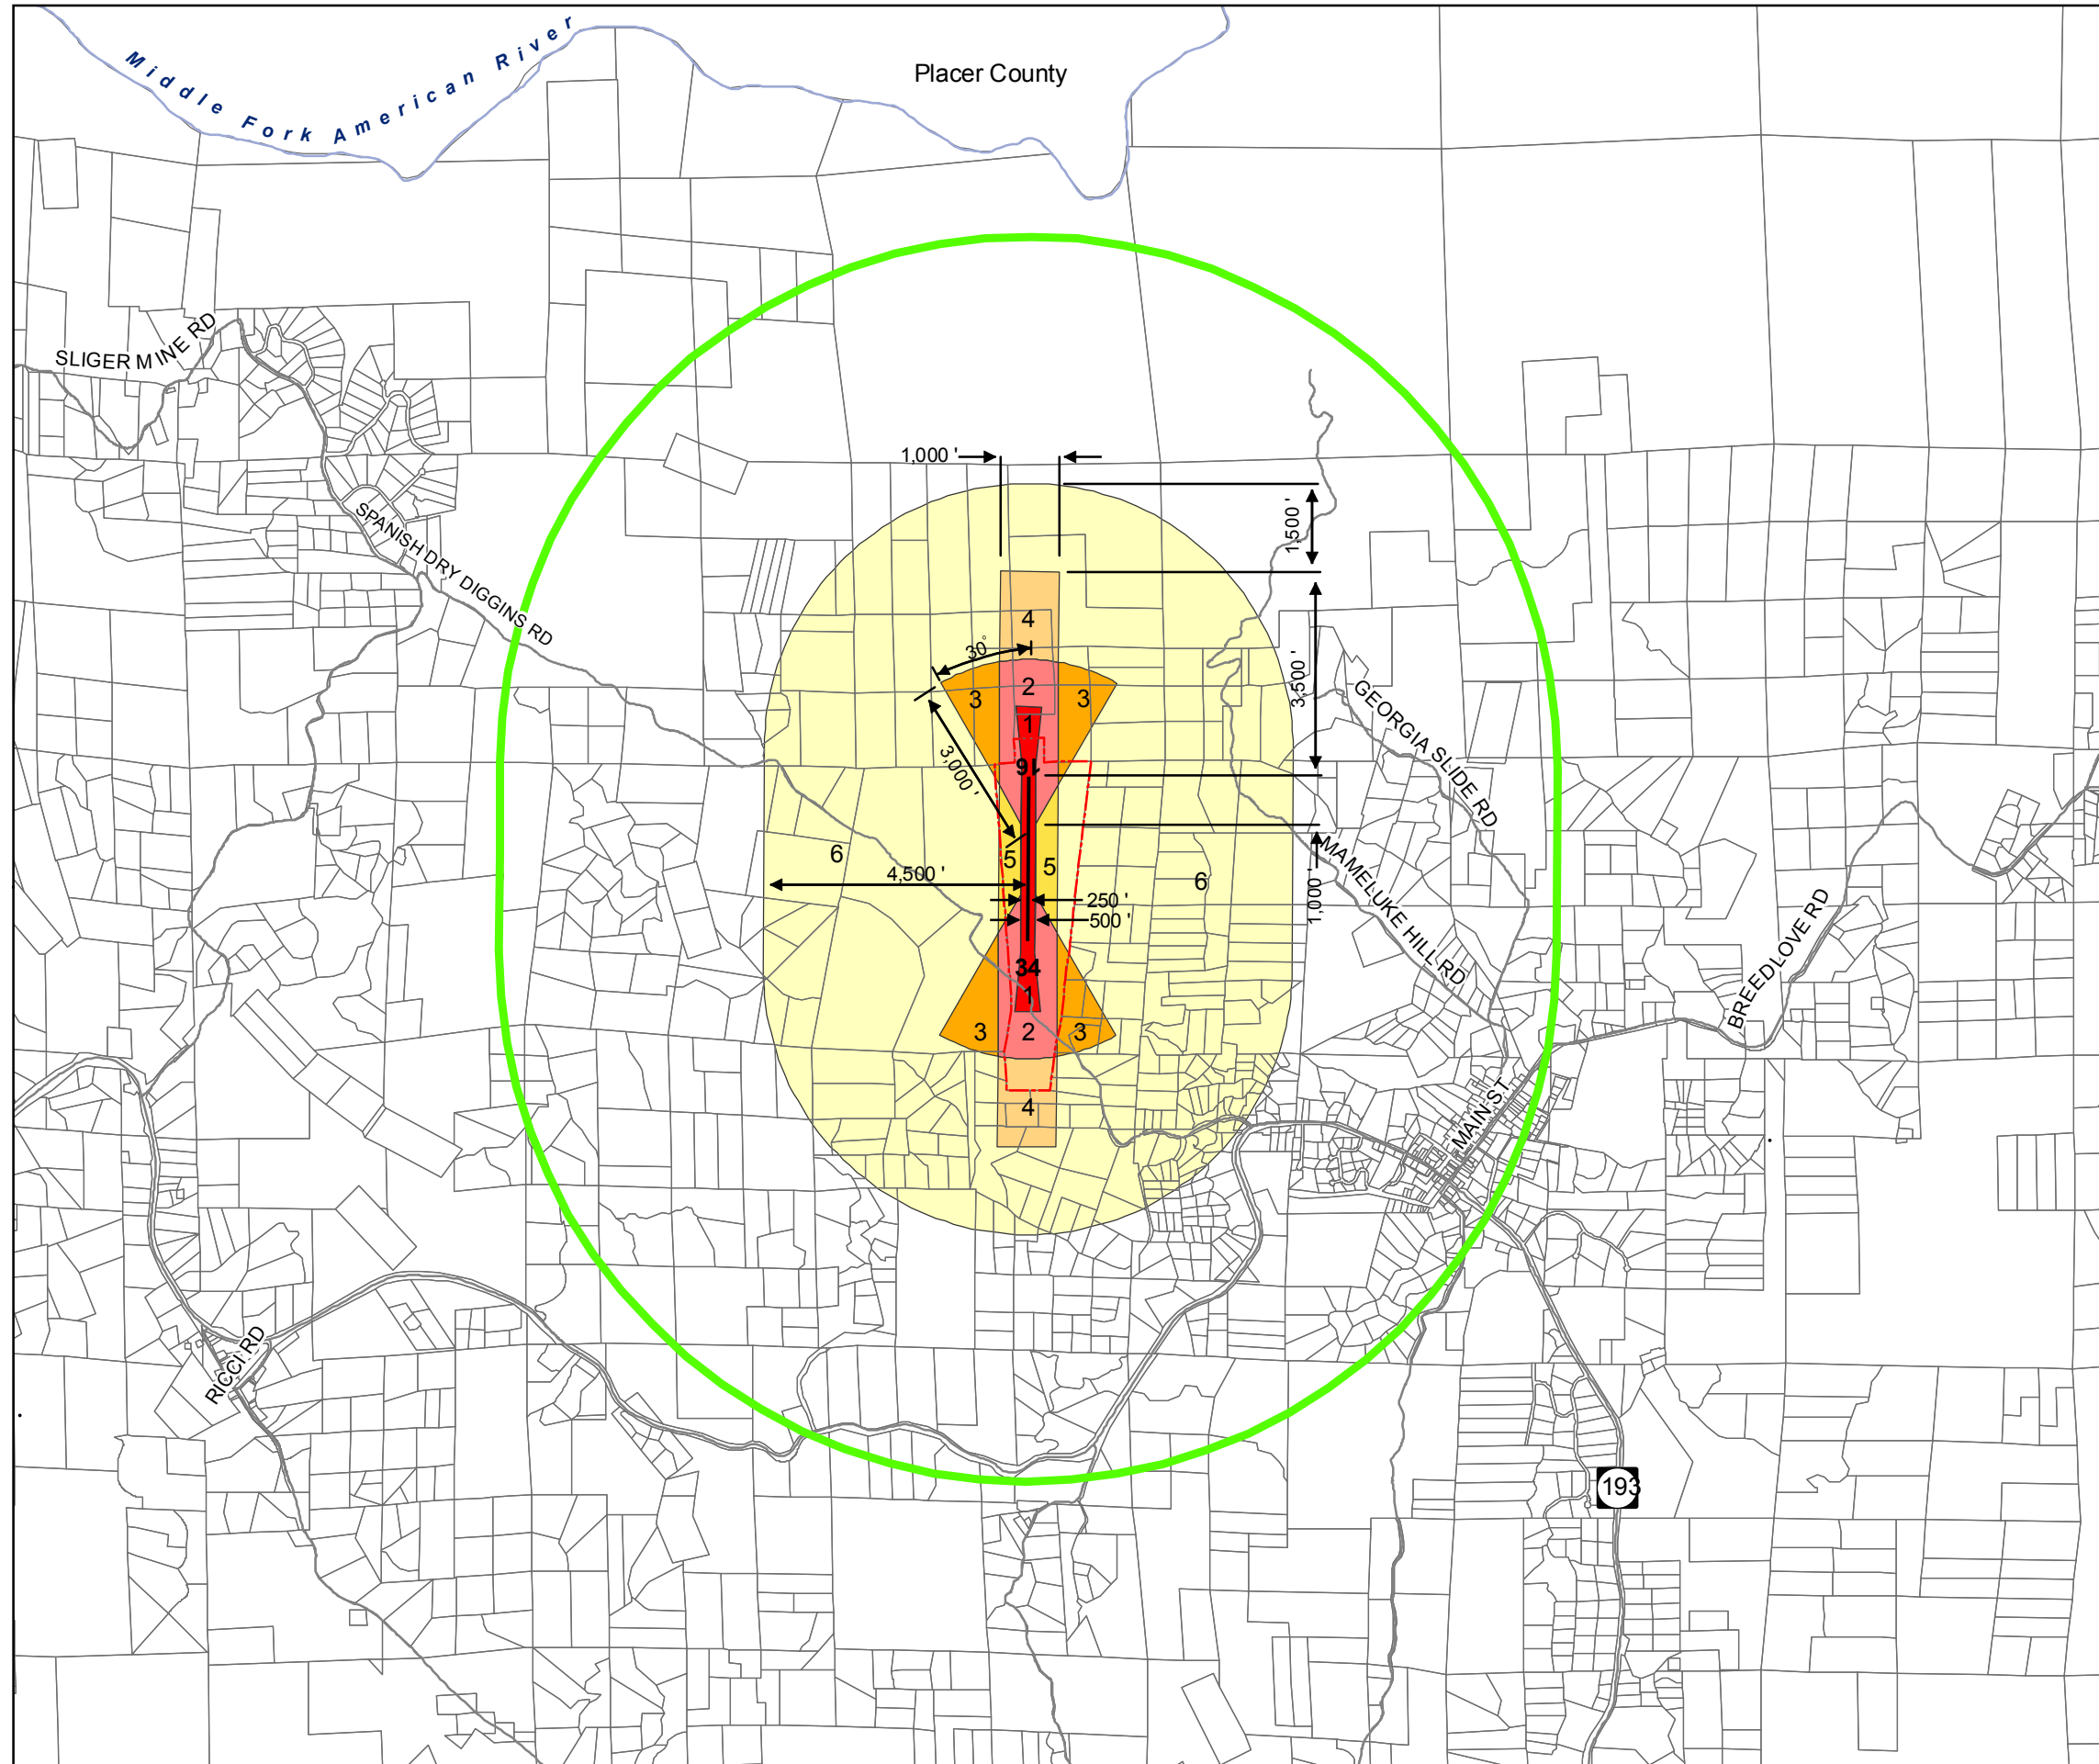 Middle Fork American River
Placer County
SLIGER MINE RD
1,000 '
1,500 '
SPANISH DRY DIGGINS RD
4
30°
2
3
3
3,500 '
1
GEORGIA SLIDE RD
16
3,000 '
6
5
5
4,500 '
6
250 '
500 '
1,000 '
MAMELUKE HILL RD
BREEDLOVE RD
34
1
3
2
3
4
MAIN ST
RICCI RD
193